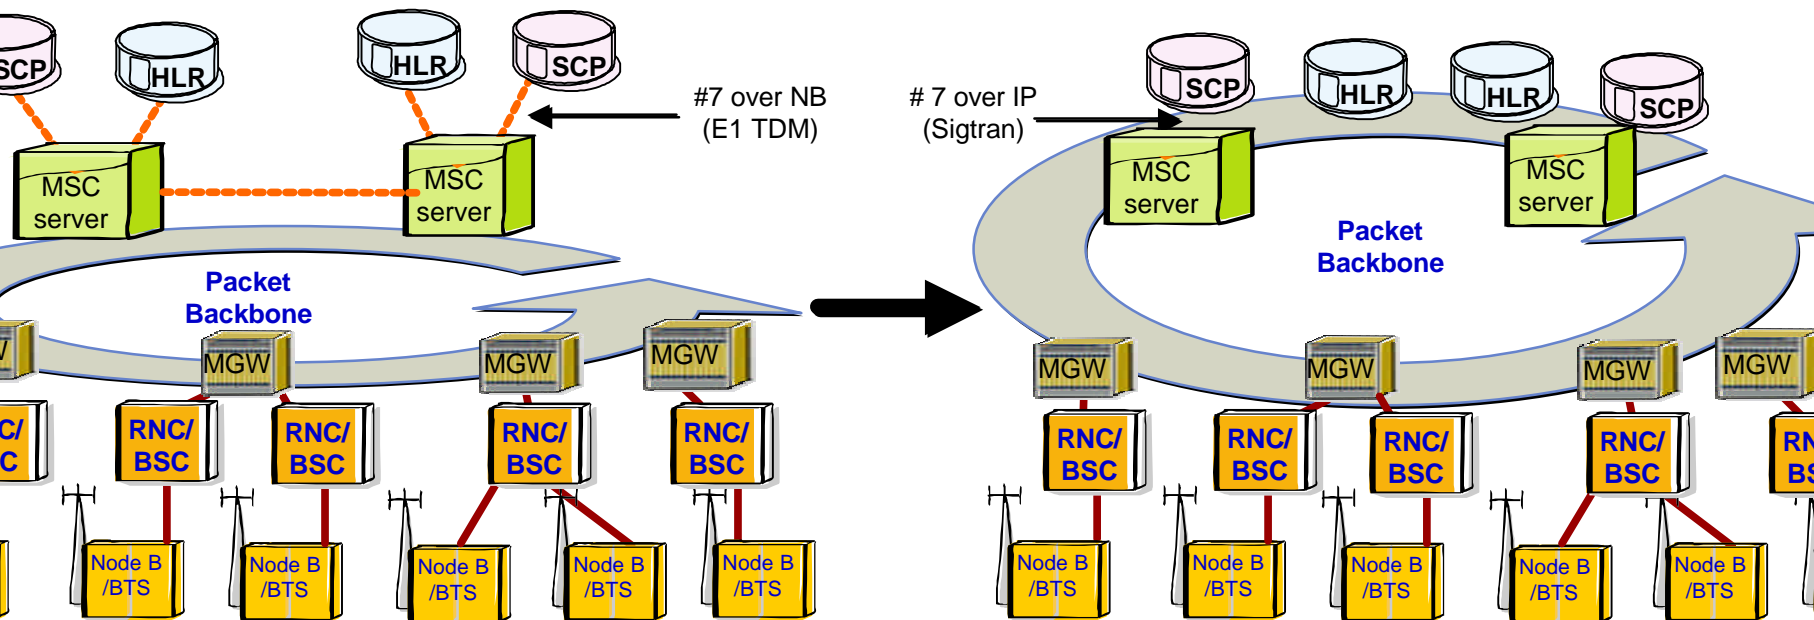 SCP
HLR
HLR
SCP
#7 over NB
(E1 TDM)
# 7 over IP
(Sigtran)
SCP
HLR
HLR
SCP
MSC
server
MSC
server
MSC
server
MSC
server
Packet
Backbone
Packet
Backbone
MGW
MGW
MGW
MGW
MGW
MGW
MGW
C/
C
RNC/
BSC
RNC/
BSC
RNC/
BSC
RNC/
BSC
RNC/
BSC
RNC/
BSC
RNC/
BSC
RNC/
BSC
Node B
/BTS
Node B
/BTS
Node B
/BTS
Node B
/BTS
Node B
/BTS
Node B
/BTS
Node B
/BTS
Node B
/BTS
Node B
/BTS
Node B
/BTS